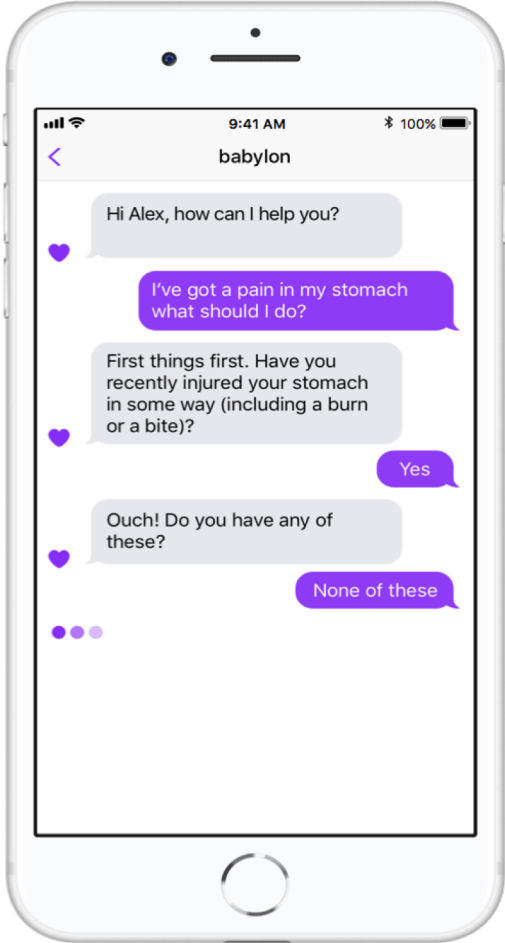 9:41 AM
100%
babylon
Hi Alex, how can I help you?
I've got a pain in my stomach
what should I do?
First things first. Have you
recently injured your stomach
in some way (including a burn
or a bite)?
Yes
Ouch! Do you have any of
these?
None of these